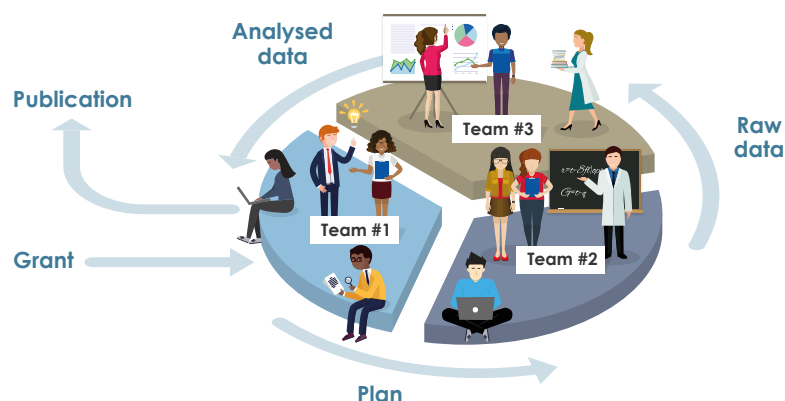 Analysed
data
Publication
Team #3
Raw
data
Team #1
Grant
Team #2
Plan